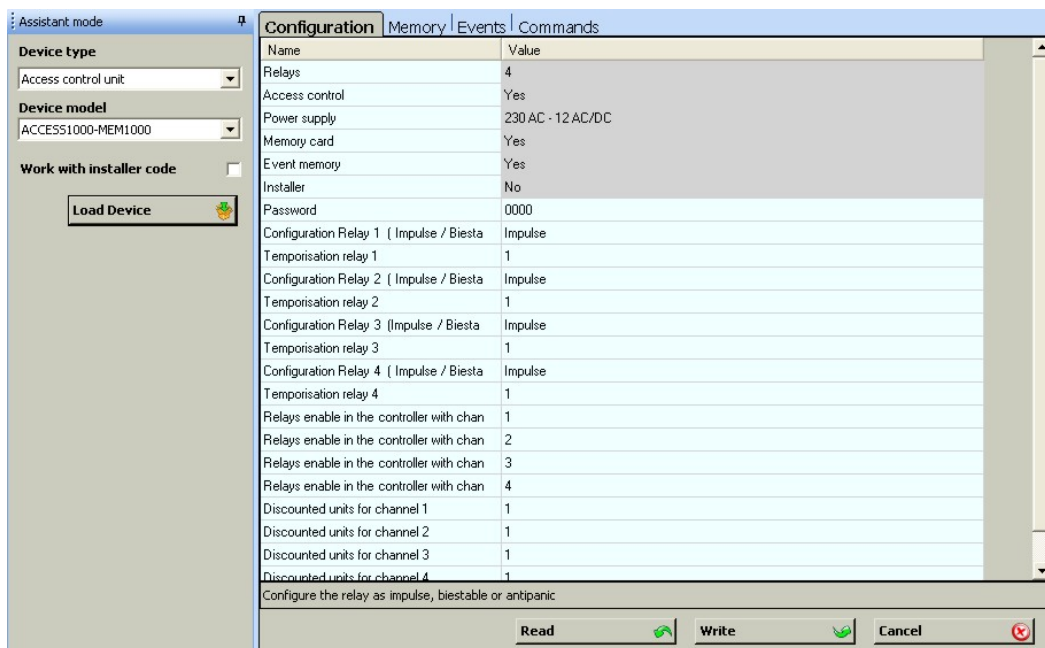 Assistant mode
Device type
Access control unit
Device model
ACCESS1000-MEM1000
Work with installer code
Load Device
Configuration Memory Events Commands
Name Value
Relays 4
Access control Yes
Power supply 230 AC - 12 AC/DC
Memory card Yes
Event memory Yes
Installer No
Password 0000
Configuration Relay 1 ( Impulse / Biesta Impulse
Temporisation relay 1 1
Configuration Relay 2 ( Impulse / Biesta Impulse
Temporisation relay 2 1
Configuration Relay 3 (Impulse / Biesta Impulse
Temporisation relay 3 1
Configuration Relay 4 ( Impulse / Biesta Impulse
Temporisation relay 4 1
Relays enable in the controller with chan 1
Relays enable in the controller with chan 2
Relays enable in the controller with chan 3
Relays enable in the controller with chan 4
Discounted units for channel 1 1
Discounted units for channel 2 1
Discounted units for channel 3 1
Discounted units for channel 4 1
Configure the relay as impulse, biestable or antipanic
Read Write Cancel